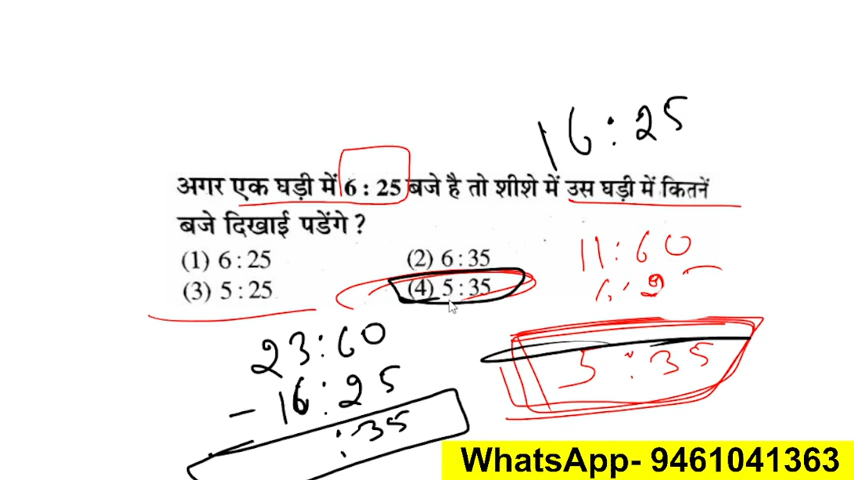 16:25
अगर एक घड़ी में 6 : 25 बजे है तो शीशे में उस घड़ी में कितनें
बजे दिखाई पडेंगे ?
(1) 6 : 25 (2) 6 : 35
(3) 5 : 25 (4) 5 : 35
11:60
23:60
- 16:25
:35
5:35
WhatsApp- 9461041363